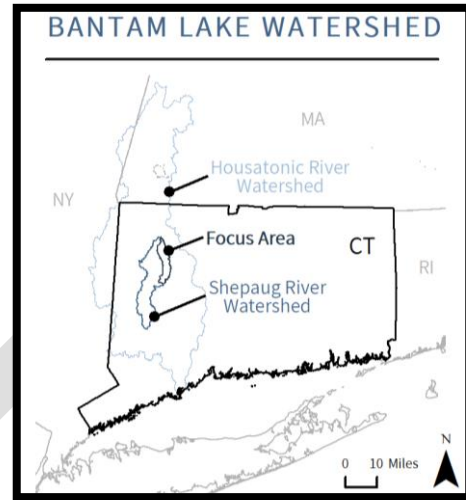 BANTAM LAKE WATERSHED
MA
Housatonic River
Watershed
NY
Focus Area
CT
RI
Shepaug River
Watershed
N
0 10 Miles